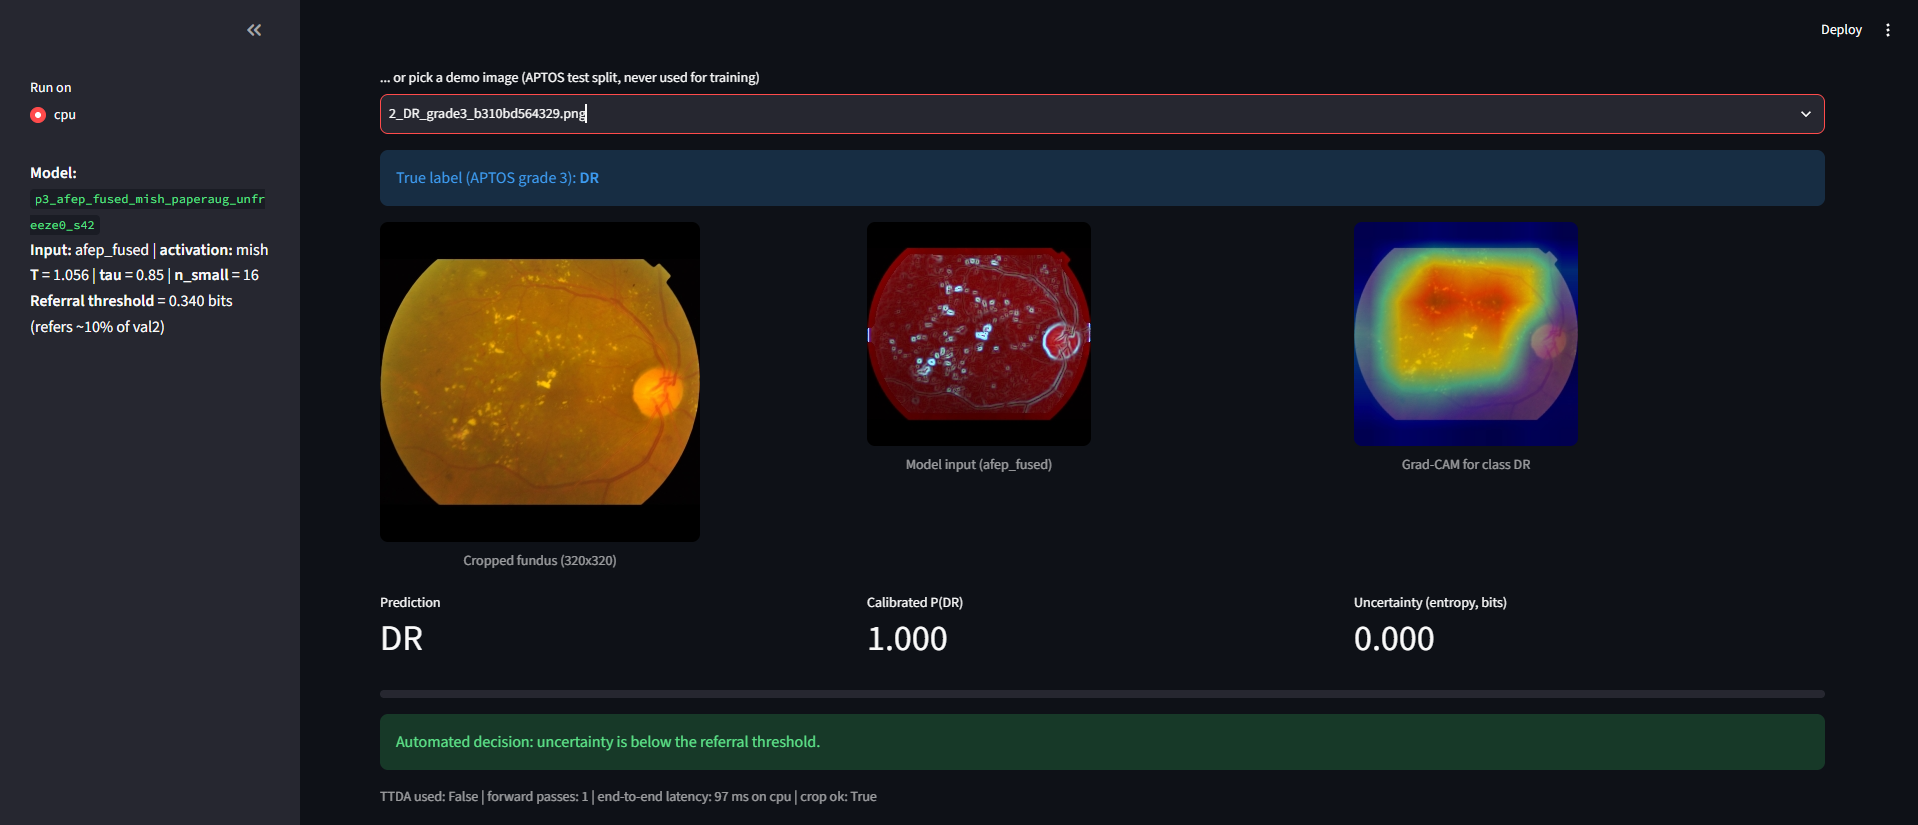 Deploy
Run on
cpu
Model:
p3_afep_fused_mish_paperaug_unfr
eeze0_s42
Input: afep_fused | activation: mish
T = 1.056 | tau = 0.85 | n_small = 16
Referral threshold = 0.340 bits
(refers ~10% of val2)
... or pick a demo image (APTOS test split, never used for training)
2_DR_grade3_b310bd564329.png
True label (APTOS grade 3): DR
Cropped fundus (320x320)
Model input (afep_fused)
Grad-CAM for class DR
Prediction
DR
Calibrated P(DR)
1.000
Uncertainty (entropy, bits)
0.000
Automated decision: uncertainty is below the referral threshold.
TTDA used: False | forward passes: 1 | end-to-end latency: 97 ms on cpu | crop ok: True